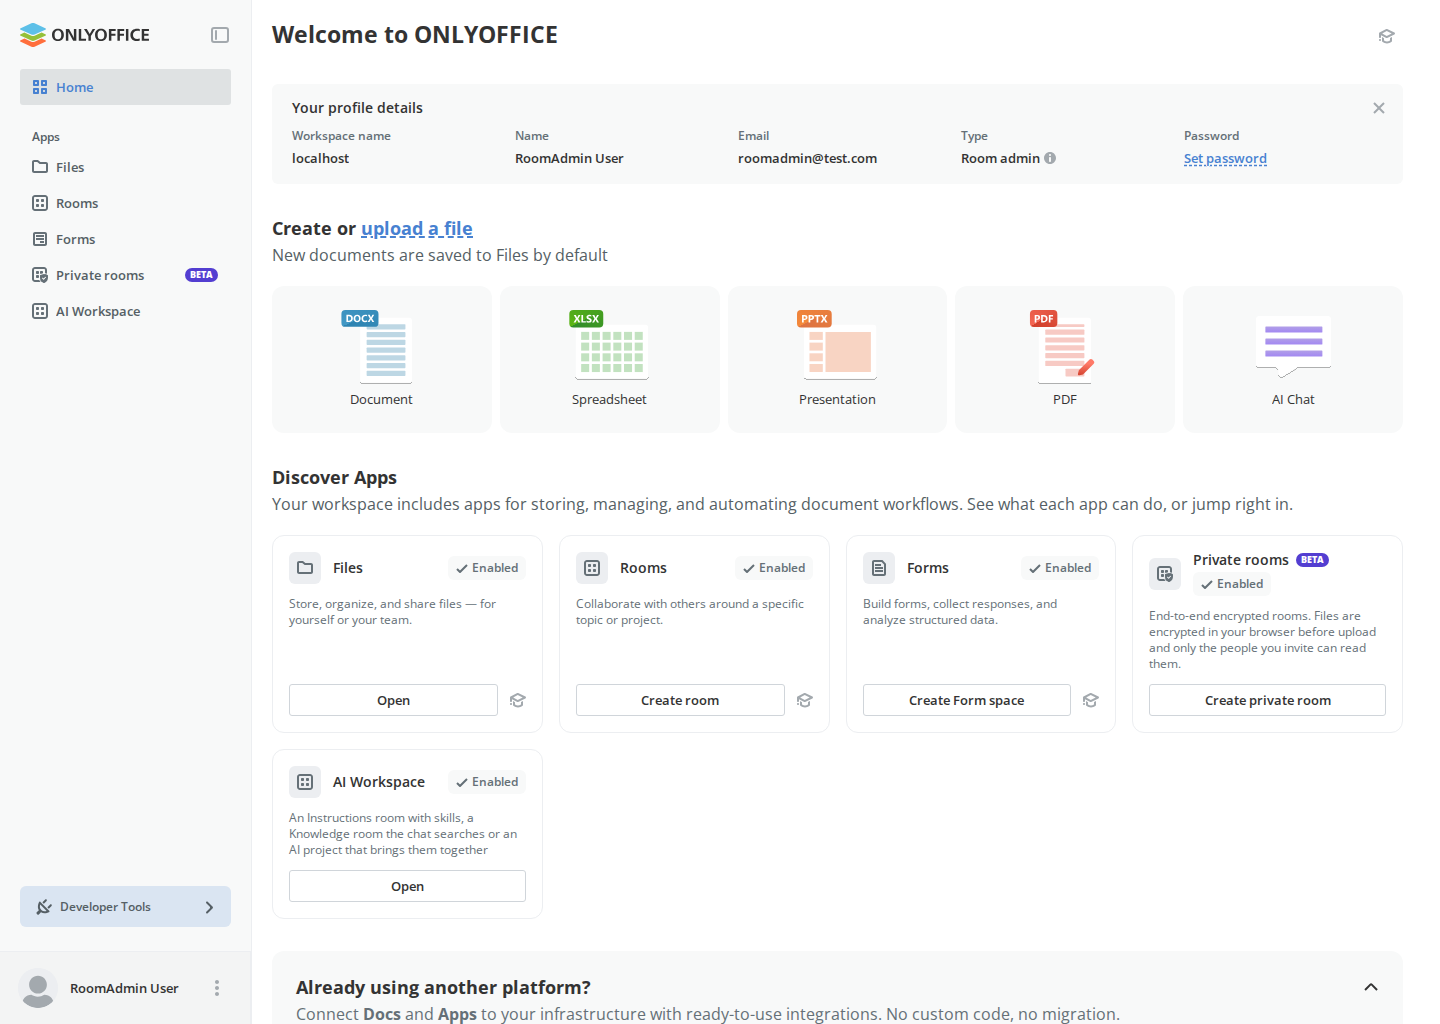 ONLYOFFICE
Home
Apps
Files
Rooms
Forms
Private rooms BETA
AI Workspace
Developer Tools
RoomAdmin User
Welcome to ONLYOFFICE
Your profile details
Workspace name
localhost
Name
RoomAdmin User
Email
roomadmin@test.com
Type
Room admin
Password
Set password
Create or upload a file
New documents are saved to Files by default
DOCX
Document
XLSX
Spreadsheet
PPTX
Presentation
PDF
PDF
AI Chat
Discover Apps
Your workspace includes apps for storing, managing, and automating document workflows. See what each app can do, or jump right in.
Files Enabled
Store, organize, and share files — for
yourself or your team.
Open
Rooms Enabled
Collaborate with others around a specific
topic or project.
Create room
Forms Enabled
Build forms, collect responses, and
analyze structured data.
Create Form space
Private rooms BETA
Enabled
End-to-end encrypted rooms. Files are
encrypted in your browser before upload
and only the people you invite can read
them.
Create private room
AI Workspace Enabled
An Instructions room with skills, a
Knowledge room the chat searches or an
AI project that brings them together
Open
Already using another platform?
Connect Docs and Apps to your infrastructure with ready-to-use integrations. No custom code, no migration.